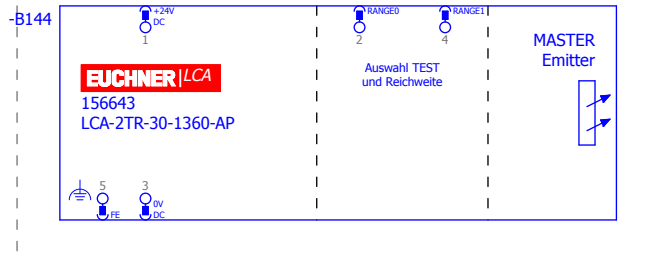 -B144
+24V
DC
1
RANGE0
2
RANGE1
4
MASTER
Emitter
Auswahl TEST
und Reichweite
EUCHNER LCA
156643
LCA-2TR-30-1360-AP
5
FE
3
0V
DC